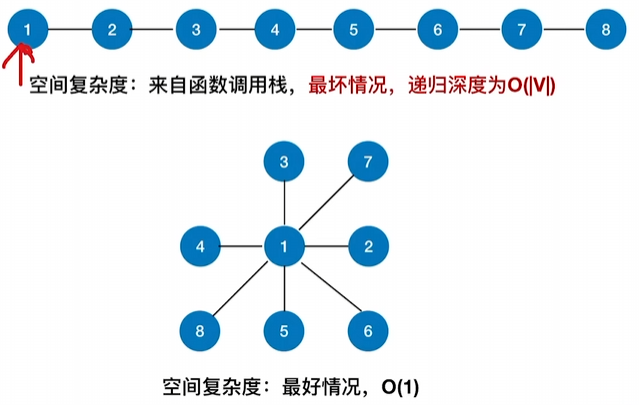 1 2 3 4 5 6 7 8
空间复杂度：来自函数调用栈，最坏情况，递归深度为O(|V|)
3 7
4 1 2
8 5 6
空间复杂度：最好情况，O(1)